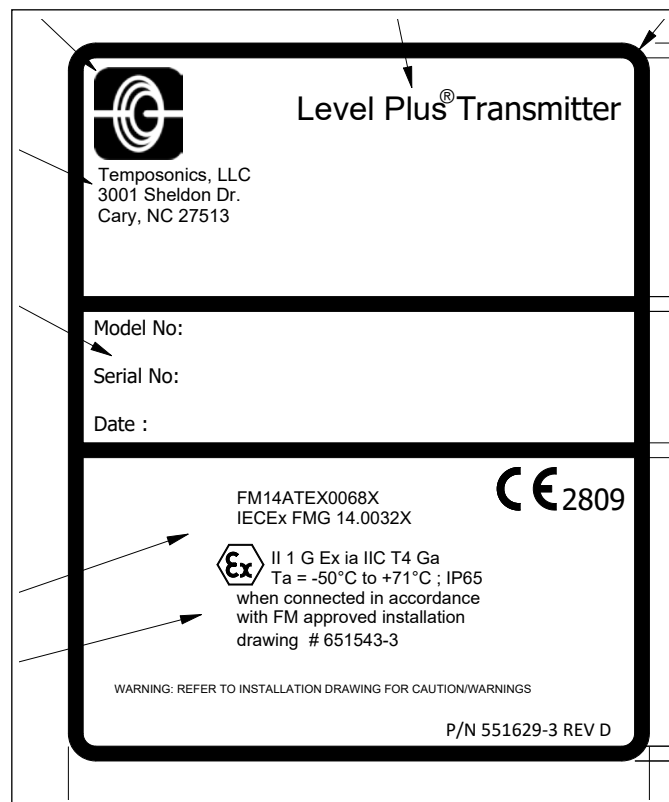 Level Plus® Transmitter
Temposonics, LLC
3001 Sheldon Dr.
Cary, NC 27513
Model No:
Serial No:
Date :
CE 2809
FM14ATEX0068X
IECEx FMG 14.0032X
Ex II 1 G Ex ia IIC T4 Ga
Ta = -50°C to +71°C ; IP65
when connected in accordance
with FM approved installation
drawing # 651543-3
WARNING: REFER TO INSTALLATION DRAWING FOR CAUTION/WARNINGS
P/N 551629-3 REV D